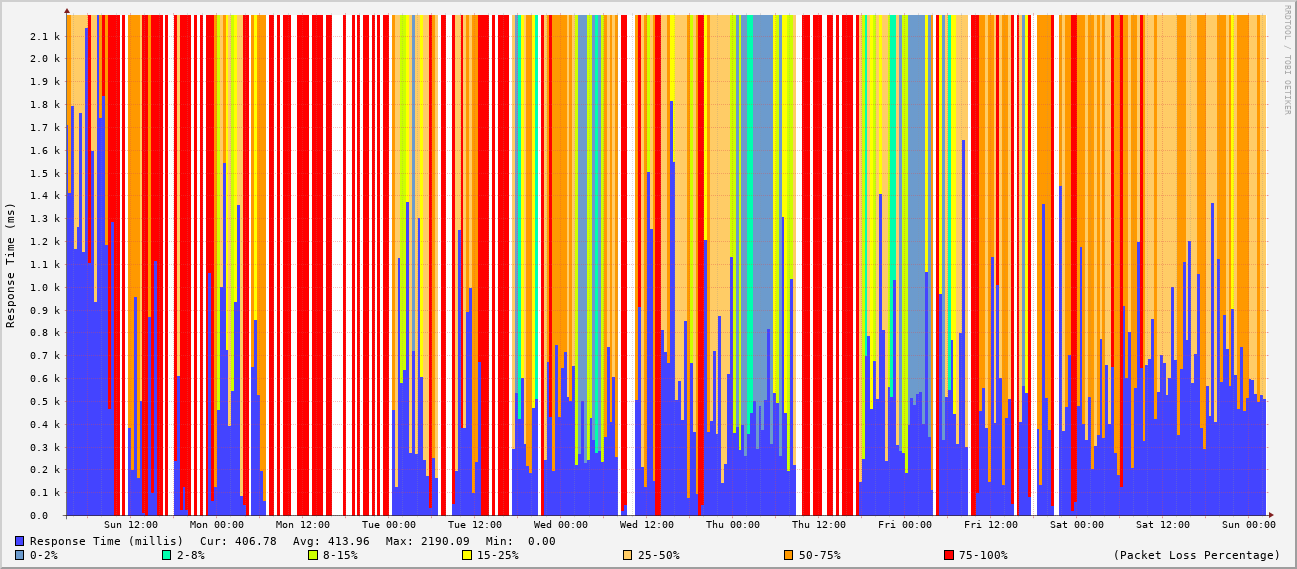 RRDTOOL / TOBI OETIKER
Response Time (ms)
2.1 k
2.0 k
1.9 k
1.8 k
1.7 k
1.6 k
1.5 k
1.4 k
1.3 k
1.2 k
1.1 k
1.0 k
0.9 k
0.8 k
0.7 k
0.6 k
0.5 k
0.4 k
0.3 k
0.2 k
0.1 k
0.0
Sun 12:00 Mon 00:00 Mon 12:00 Tue 00:00 Tue 12:00 Wed 00:00 Wed 12:00 Thu 00:00 Thu 12:00 Fri 00:00 Fri 12:00 Sat 00:00 Sat 12:00 Sun 00:00
Response Time (millis) Cur: 406.78 Avg: 413.96 Max: 2190.09 Min: 0.00
0-2% 2-8% 8-15% 15-25% 25-50% 50-75% 75-100% (Packet Loss Percentage)